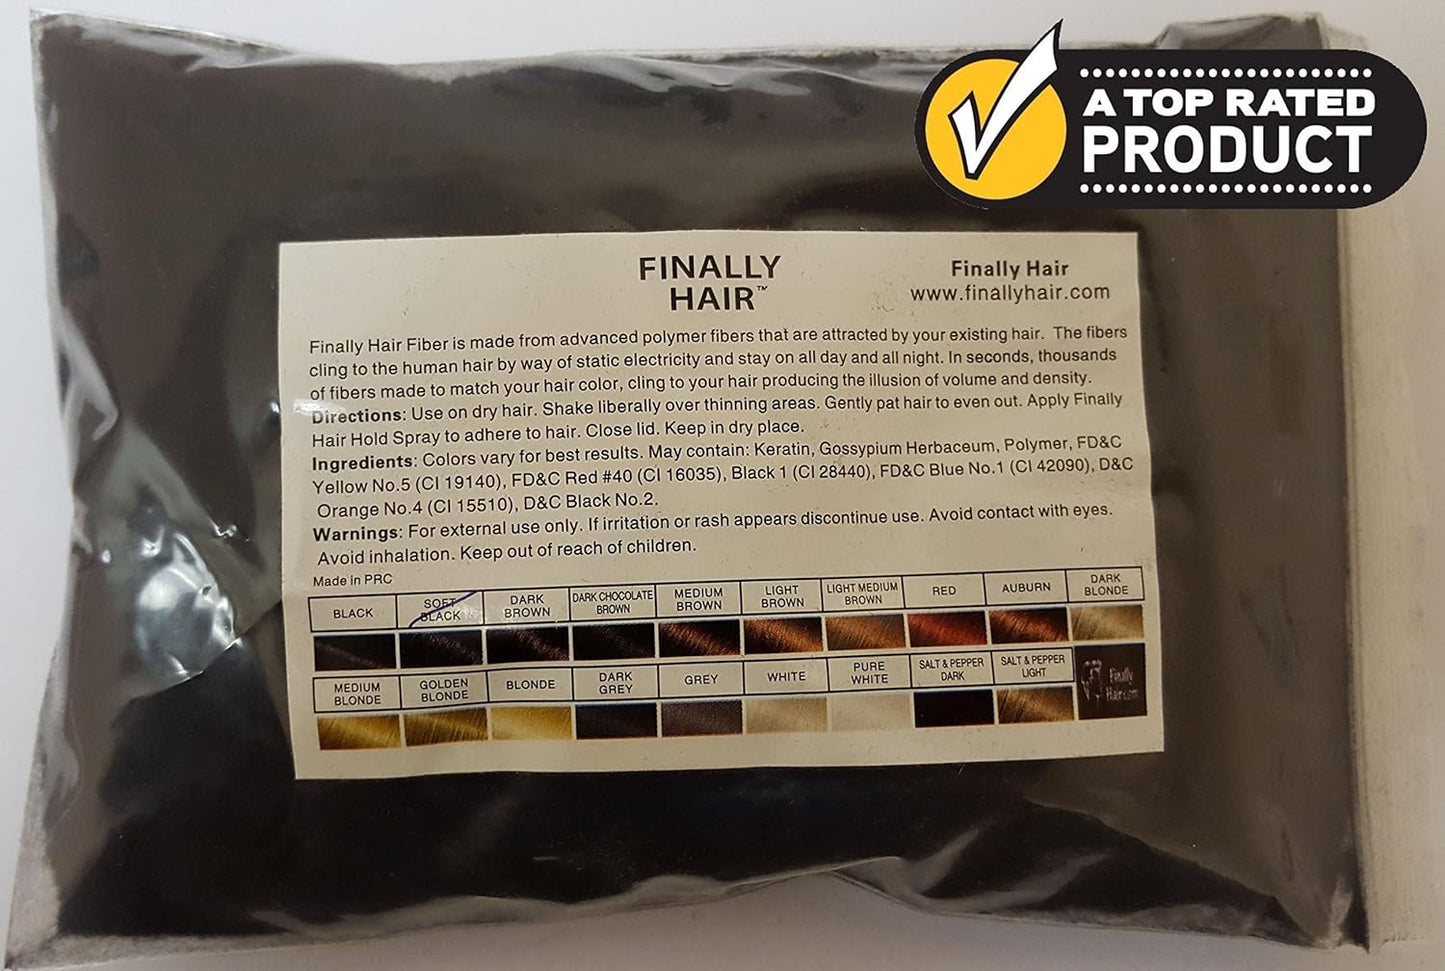 A TOP RATED
PRODUCT
FINALLY
HAIR™
Finally Hair
www.finallyhair.com
Finally Hair Fiber is made from advanced polymer fibers that are attracted by your existing hair. The fibers
cling to the human hair by way of static electricity and stay on all day and all night. In seconds, thousands
of fibers made to match your hair color, cling to your hair producing the illusion of volume and density.
Directions: Use on dry hair. Shake liberally over thinning areas. Gently pat hair to even out. Apply Finally
Hair Hold Spray to adhere to hair. Close lid. Keep in dry place.
Ingredients: Colors vary for best results. May contain: Keratin, Gossypium Herbaceum, Polymer, FD&C
Yellow No.5 (CI 19140), FD&C Red #40 (CI 16035), Black 1 (CI 28440), FD&C Blue No.1 (CI 42090), D&C
Orange No.4 (CI 15510), D&C Black No.2.
Warnings: For external use only. If irritation or rash appears discontinue use. Avoid contact with eyes.
Avoid inhalation. Keep out of reach of children.
Made in PRC
BLACK
SOFT
BLACK
DARK
BROWN
DARK CHOCOLATE
BROWN
MEDIUM
BROWN
LIGHT
BROWN
LIGHT MEDIUM
BROWN
RED
AUBURN
DARK
BLONDE
MEDIUM
BLONDE
GOLDEN
BLONDE
BLONDE
DARK
GREY
GREY
WHITE
PURE
WHITE
SALT & PEPPER
DARK
SALT & PEPPER
LIGHT
Finally
Hair.com